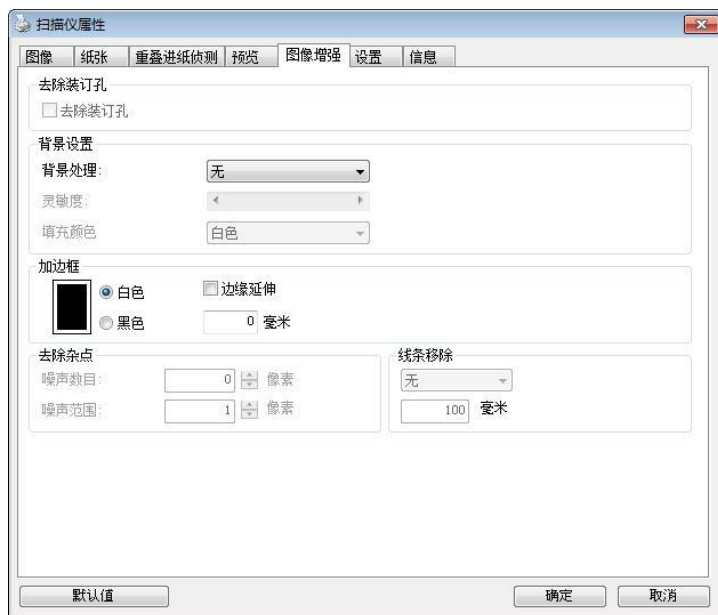 扫描仪属性
图像 纸张 重叠进纸侦测 预览 图像增强 设置 信息
去除装订孔
去除装订孔
背景设置
背景处理: 无
灵敏度:
填充颜色 白色
加边框
白色 边缘延伸
黑色 0 毫米
去除杂点 线条移除
噪声数目: 0 像素 无
噪声范围: 1 像素 100 毫米
默认值 确定 取消